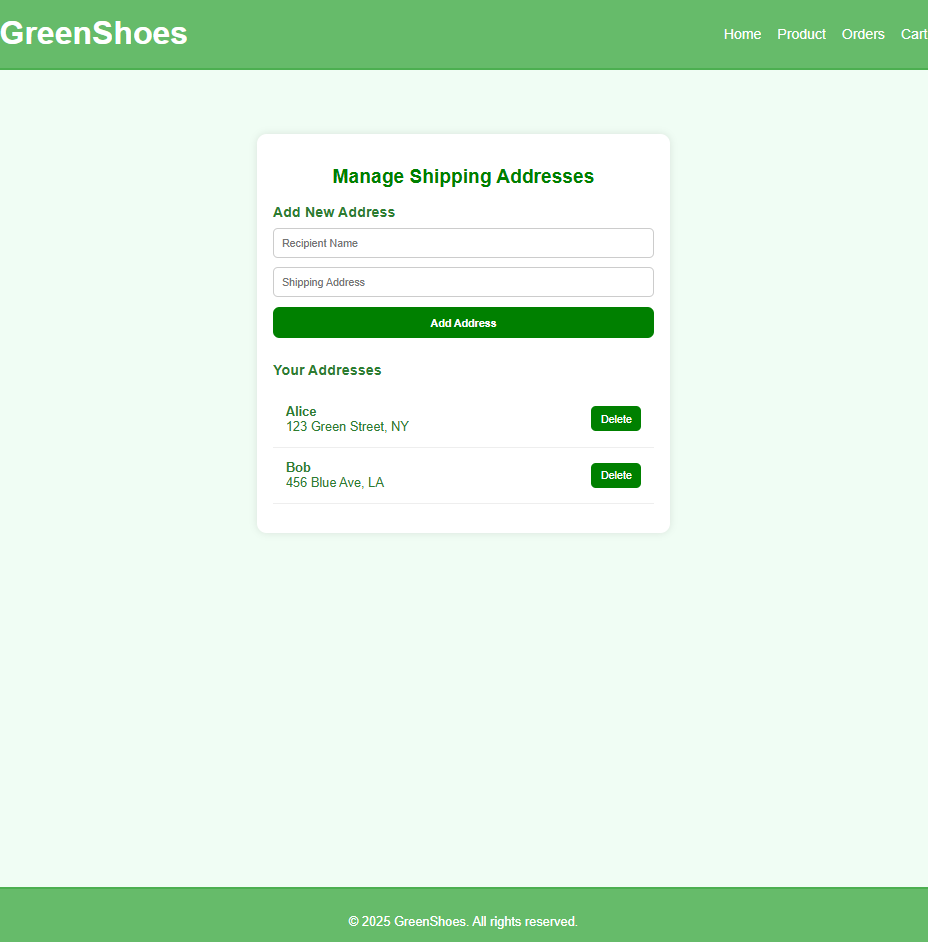 GreenShoes
Home Product Orders Cart
Manage Shipping Addresses
Add New Address
Recipient Name
Shipping Address
Add Address
Your Addresses
Alice
123 Green Street, NY
Delete
Bob
456 Blue Ave, LA
Delete
© 2025 GreenShoes. All rights reserved.